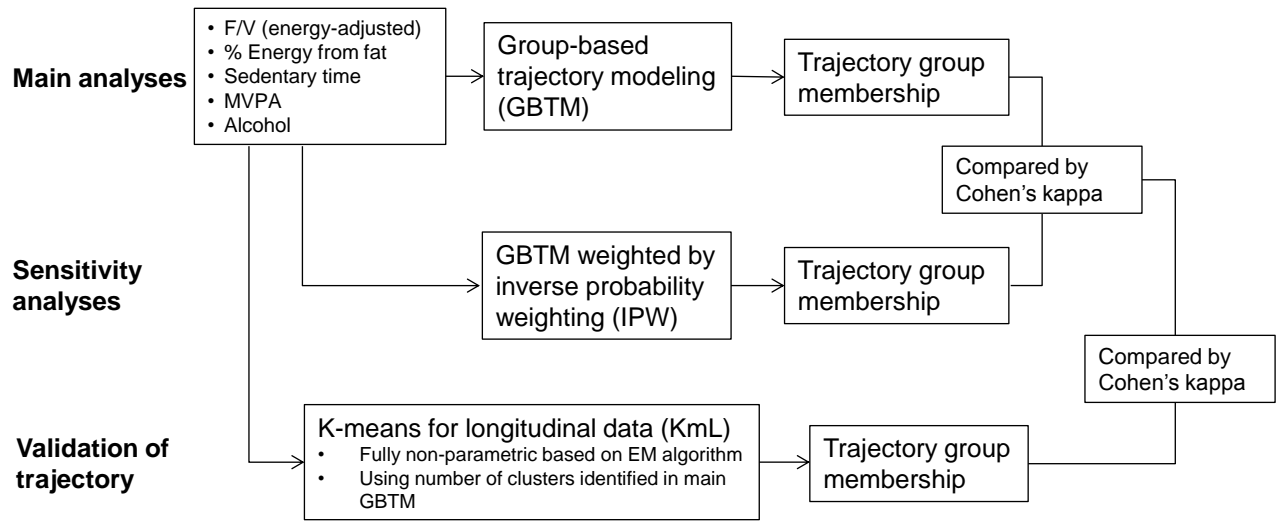 Main analyses
• F/V (energy-adjusted)
• % Energy from fat
• Sedentary time
• MVPA
• Alcohol
Group-based
trajectory modeling
(GBTM)
Trajectory group
membership
Compared by
Cohen’s kappa
Sensitivity
analyses
GBTM weighted by
inverse probability
weighting (IPW)
Trajectory group
membership
Compared by
Cohen’s kappa
Validation of
trajectory
K-means for longitudinal data (KmL)
• Fully non-parametric based on EM algorithm
• Using number of clusters identified in main
GBTM
Trajectory group
membership